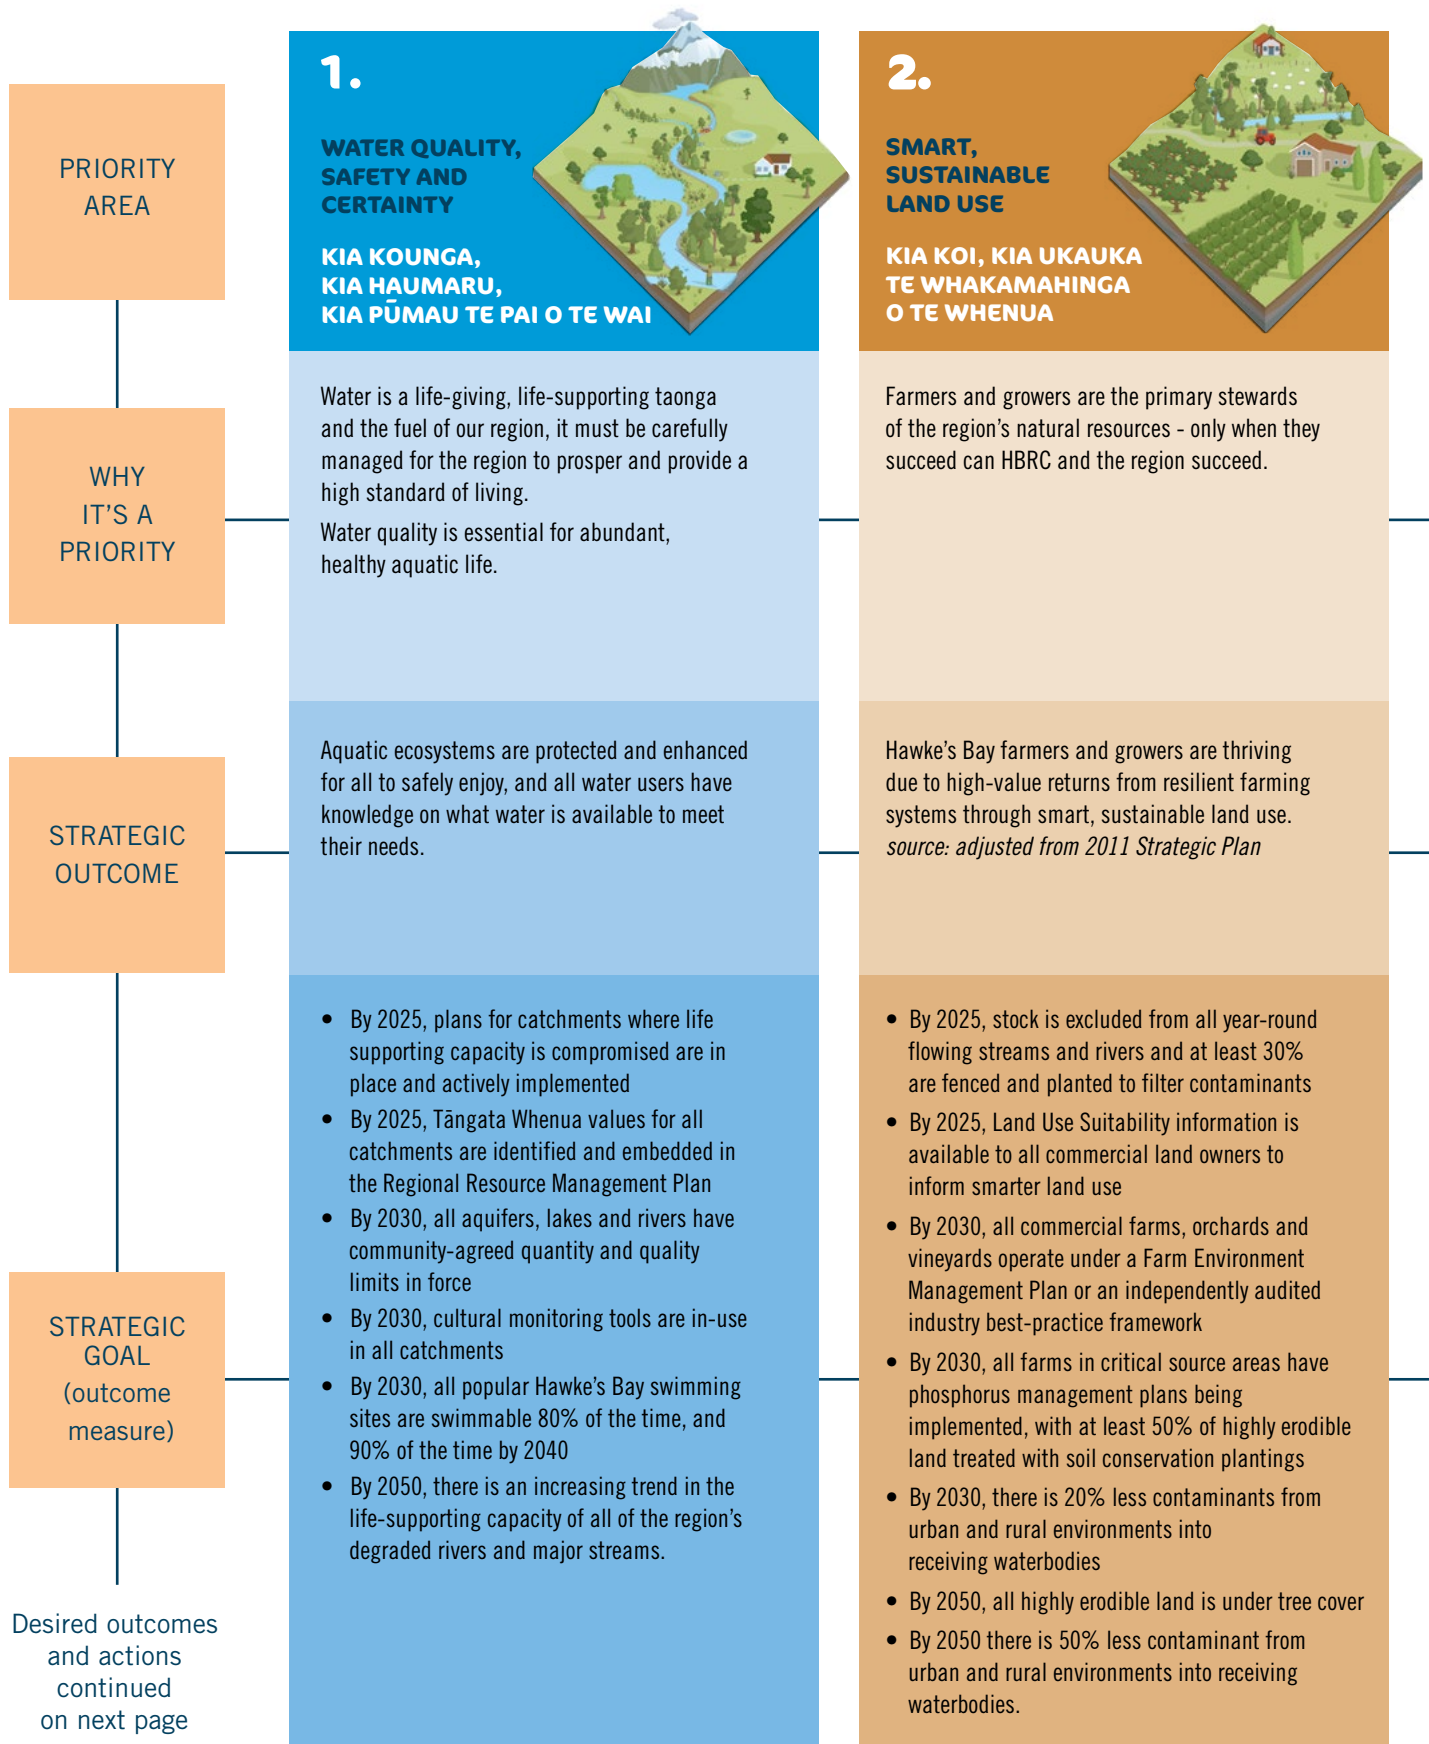 PRIORITY
AREA
1.
WATER QUALITY,
SAFETY AND
CERTAINTY
KIA KOUNGA,
KIA HAUMARU,
KIA PŪMAU TE PAI O TE WAI
2.
SMART,
SUSTAINABLE
LAND USE
KIA KOI, KIA UKAUKA
TE WHAKAMAHINGA
O TE WHENUA
WHY
IT'S A
PRIORITY
Water is a life-giving, life-supporting taonga
and the fuel of our region, it must be carefully
managed for the region to prosper and provide a
high standard of living.
Water quality is essential for abundant,
healthy aquatic life.
Farmers and growers are the primary stewards
of the region's natural resources - only when they
succeed can HBRC and the region succeed.
STRATEGIC
OUTCOME
Aquatic ecosystems are protected and enhanced
for all to safely enjoy, and all water users have
knowledge on what water is available to meet
their needs.
Hawke's Bay farmers and growers are thriving
due to high-value returns from resilient farming
systems through smart, sustainable land use.
source: adjusted from 2011 Strategic Plan
STRATEGIC
GOAL
(outcome
measure)
• By 2025, plans for catchments where life
supporting capacity is compromised are in
place and actively implemented
• By 2025, Tāngata Whenua values for all
catchments are identified and embedded in
the Regional Resource Management Plan
• By 2030, all aquifers, lakes and rivers have
community-agreed quantity and quality
limits in force
• By 2030, cultural monitoring tools are in-use
in all catchments
• By 2030, all popular Hawke's Bay swimming
sites are swimmable 80% of the time, and
90% of the time by 2040
• By 2050, there is an increasing trend in the
life-supporting capacity of all of the region's
degraded rivers and major streams.
• By 2025, stock is excluded from all year-round
flowing streams and rivers and at least 30%
are fenced and planted to filter contaminants
• By 2025, Land Use Suitability information is
available to all commercial land owners to
inform smarter land use
• By 2030, all commercial farms, orchards and
vineyards operate under a Farm Environment
Management Plan or an independently audited
industry best-practice framework
• By 2030, all farms in critical source areas have
phosphorus management plans being
implemented, with at least 50% of highly erodible
land treated with soil conservation plantings
• By 2030, there is 20% less contaminants from
urban and rural environments into
receiving waterbodies
• By 2050, all highly erodible land is under tree cover
• By 2050 there is 50% less contaminant from
urban and rural environments into receiving
waterbodies.
Desired outcomes
and actions
continued
on next page